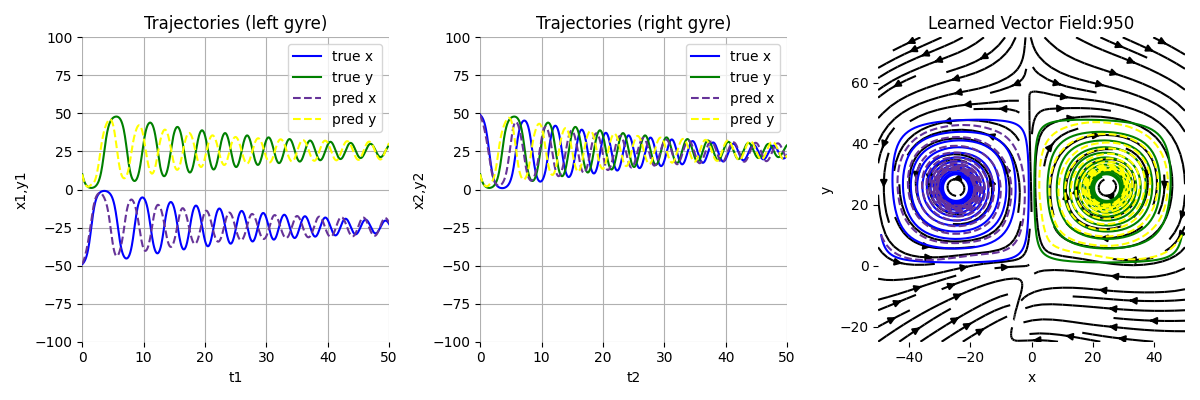 Trajectories (left gyre)
100
75
50
25
0
−25
−50
−75
−100
0 10 20 30 40 50
x1,y1
t1
true x
true y
pred x
pred y
Trajectories (right gyre)
100
75
50
25
0
−25
−50
−75
−100
0 10 20 30 40 50
x2,y2
t2
true x
true y
pred x
pred y
Learned Vector Field:950
60
40
20
0
−20
−40 −20 0 20 40
y
x